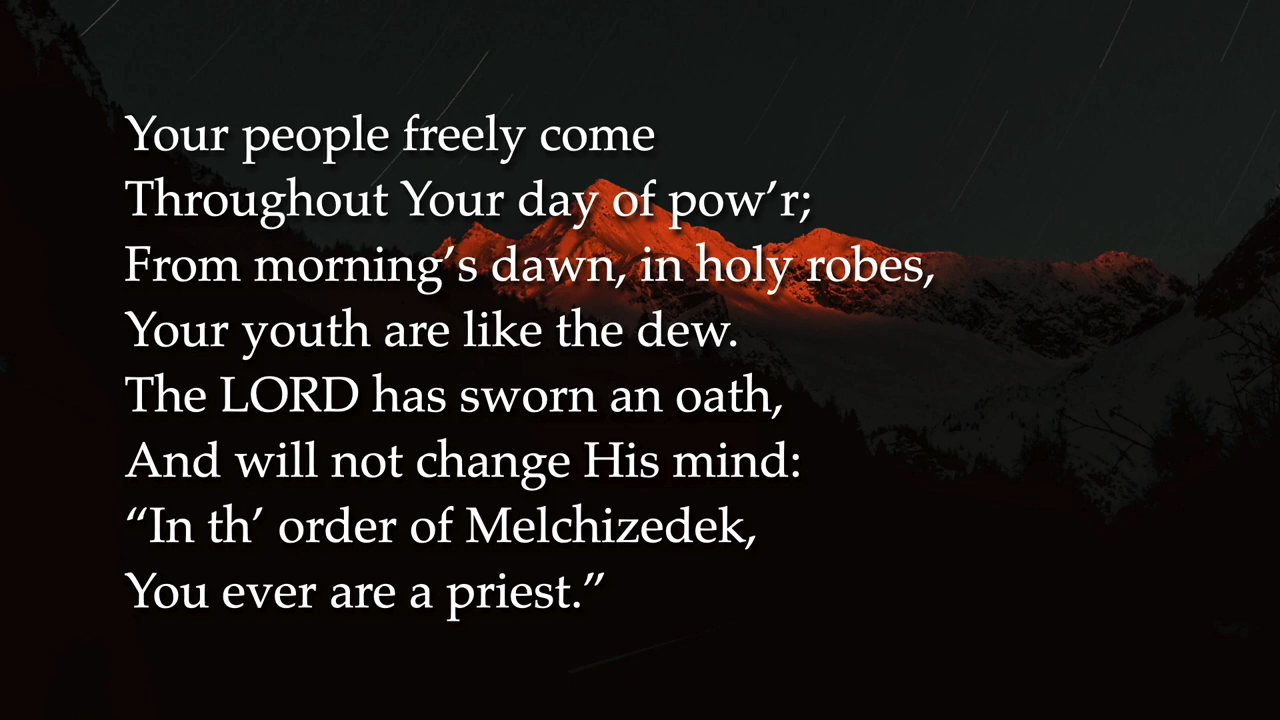 Your people freely come
Throughout Your day of pow’r;
From morning’s dawn, in holy robes,
Your youth are like the dew.
The LORD has sworn an oath,
And will not change His mind:
“In th’ order of Melchizedek,
You ever are a priest.”